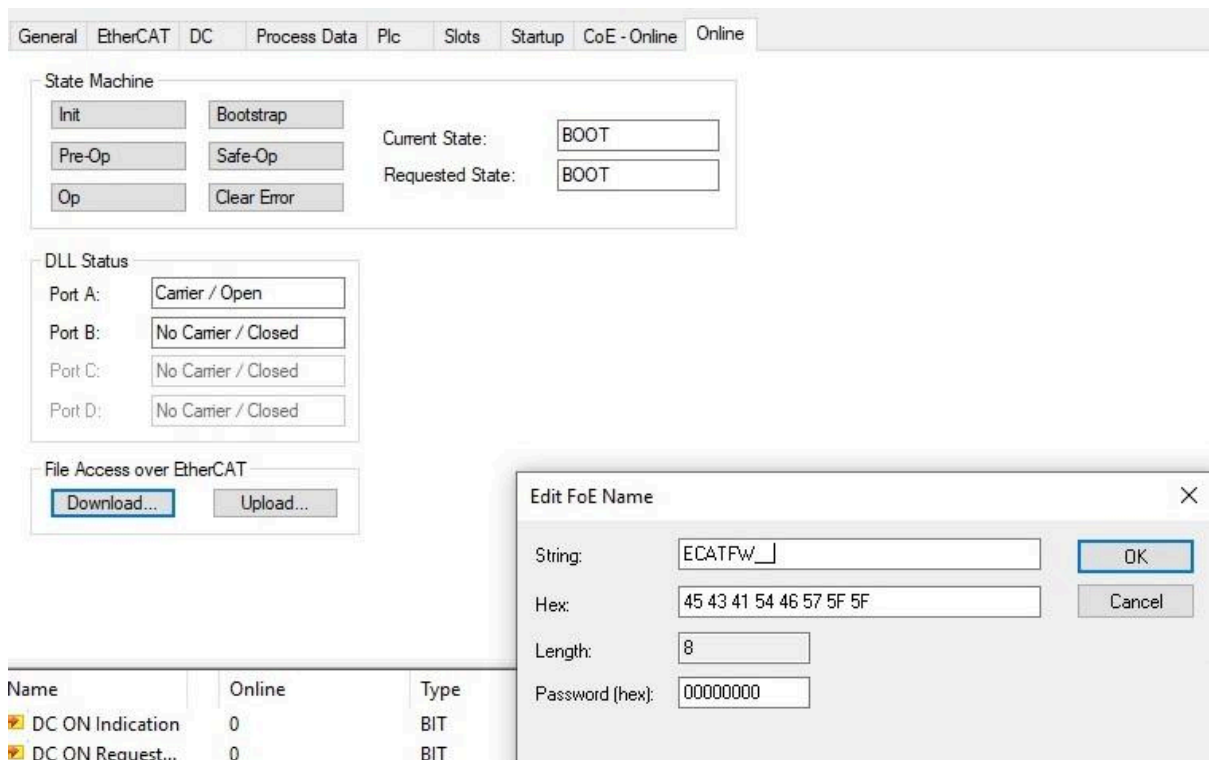 General EtherCAT DC Process Data Plc Slots Startup CoE - Online Online
State Machine
Init Bootstrap
Current State: BOOT
Pre-Op Safe-Op
Requested State: BOOT
Op Clear Error
DLL Status
Port A: Carrier / Open
Port B: No Carrier / Closed
Port C: No Carrier / Closed
Port D: No Carrier / Closed
File Access over EtherCAT
Download... Upload...
Edit FoE Name
String: ECATFW__ OK
Hex: 45 43 41 54 46 57 5F 5F Cancel
Length: 8
Password (hex): 00000000
Name Online Type
DC ON Indication 0 BIT
DC ON Request... 0 BIT